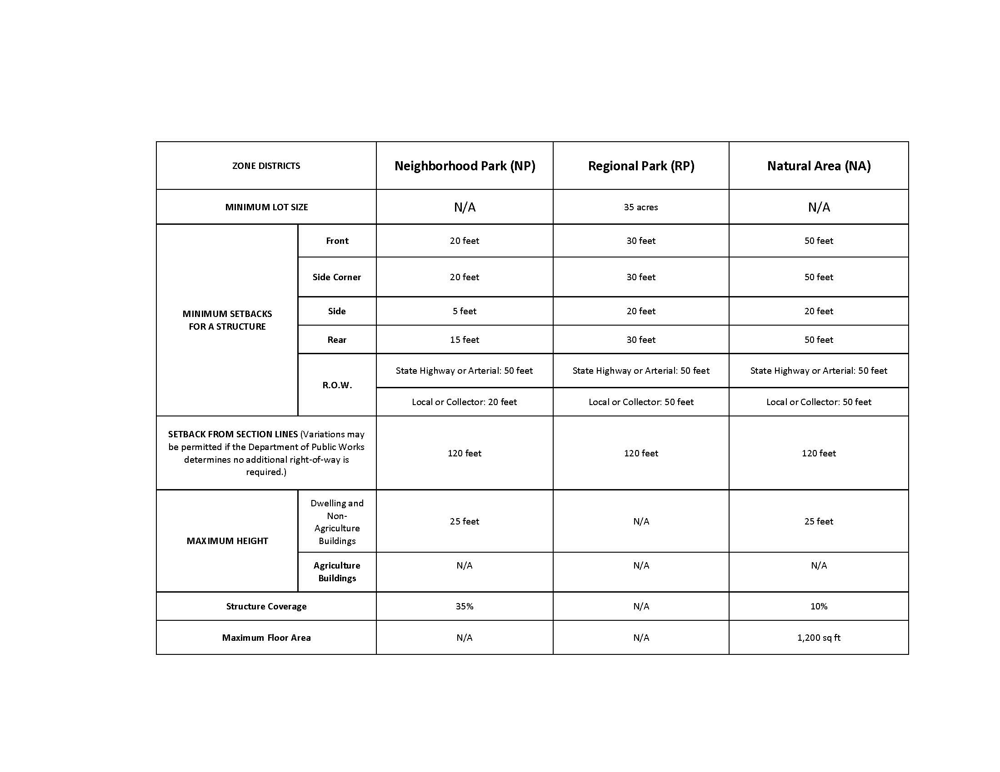 ZONE DISTRICTS Neighborhood Park (NP) Regional Park (RP) Natural Area (NA)
MINIMUM LOT SIZE N/A 35 acres N/A
MINIMUM SETBACKS
FOR A STRUCTURE
Front 20 feet 30 feet 50 feet
Side Corner 20 feet 30 feet 50 feet
Side 5 feet 20 feet 20 feet
Rear 15 feet 30 feet 50 feet
R.O.W.
State Highway or Arterial: 50 feet State Highway or Arterial: 50 feet State Highway or Arterial: 50 feet
Local or Collector: 20 feet Local or Collector: 50 feet Local or Collector: 50 feet
SETBACK FROM SECTION LINES (Variations may
be permitted if the Department of Public Works
determines no additional right-of-way is
required.)
120 feet 120 feet 120 feet
MAXIMUM HEIGHT
Dwelling and
Non-
Agriculture
Buildings
25 feet N/A 25 feet
Agriculture
Buildings
N/A N/A N/A
Structure Coverage 35% N/A 10%
Maximum Floor Area N/A N/A 1,200 sq ft